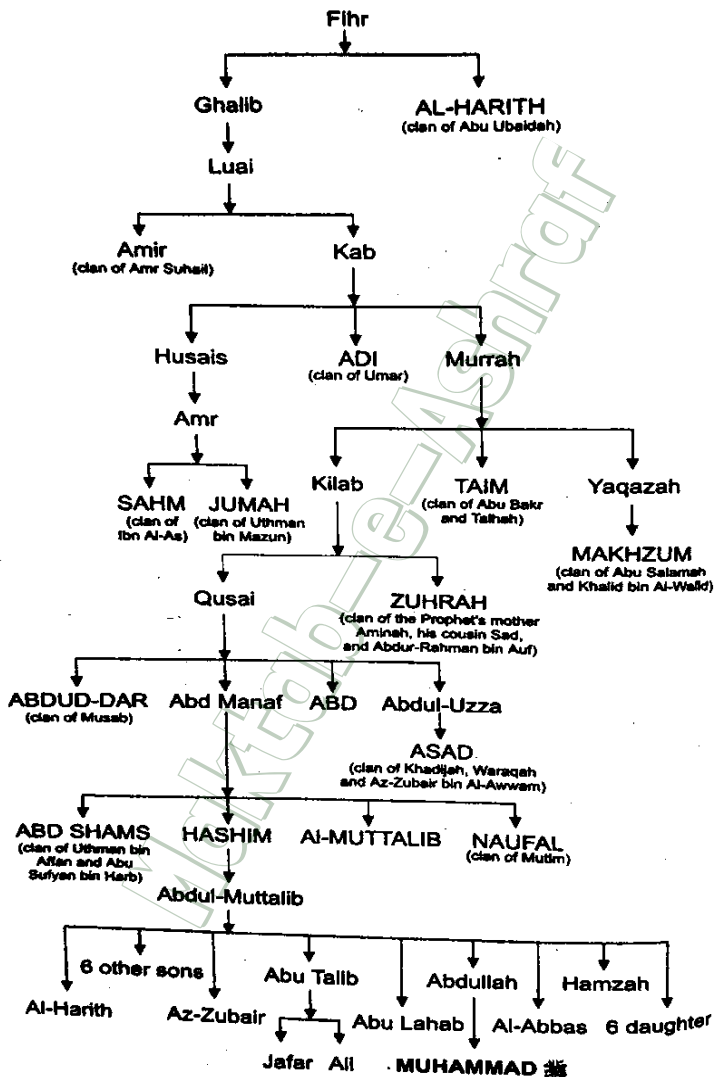 Fihr
Ghalib
AL-HARITH
(clan of Abu Ubaidah)
Luai
Amir
(clan of Amr Suhail)
Kab
Husais
ADI
(clan of Umar)
Murrah
Amr
SAHM
(clan of
Ibn Al-As)
JUMAH
(clan of Uthman
bin Mazun)
Kilab
TAIM
(clan of Abu Bakr
and Talhah)
Yaqazah
MAKHZUM
(clan of Abu Salamah
and Khalid bin Al-Walid)
Qusai
ZUHRAH
(clan of the Prophet's mother
Aminah, his cousin Sad,
and Abdur-Rahman bin Auf)
ABDUD-DAR
(clan of Musab)
Abd Manaf
ABD
Abdul-Uzza
ASAD
(clan of Khadijah, Waraqah
and Az-Zubair bin Al-Awwam)
ABD SHAMS
(clan of Uthman bin
Affan and Abu
Sufyan bin Harb)
HASHIM
Al-MUTTALIB
NAUFAL
(clan of Mutim)
Abdul-Muttalib
Al-Harith
6 other sons
Az-Zubair
Abu Talib
Abu Lahab
Abdullah
Al-Abbas
Hamzah
6 daughter
Jafar
Ali
MUHAMMAD ﷺ
Maktab-e-Ashraf